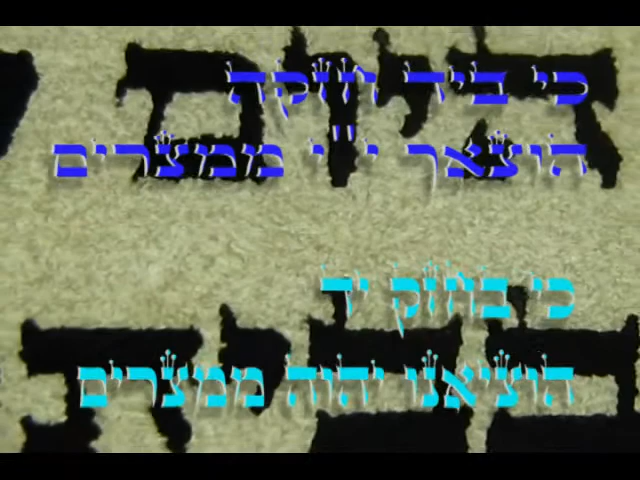 כי ביד חזקה
הוצאך י"י ממצרים
כי בחזק יד
הוציאנו יהוה ממצרים